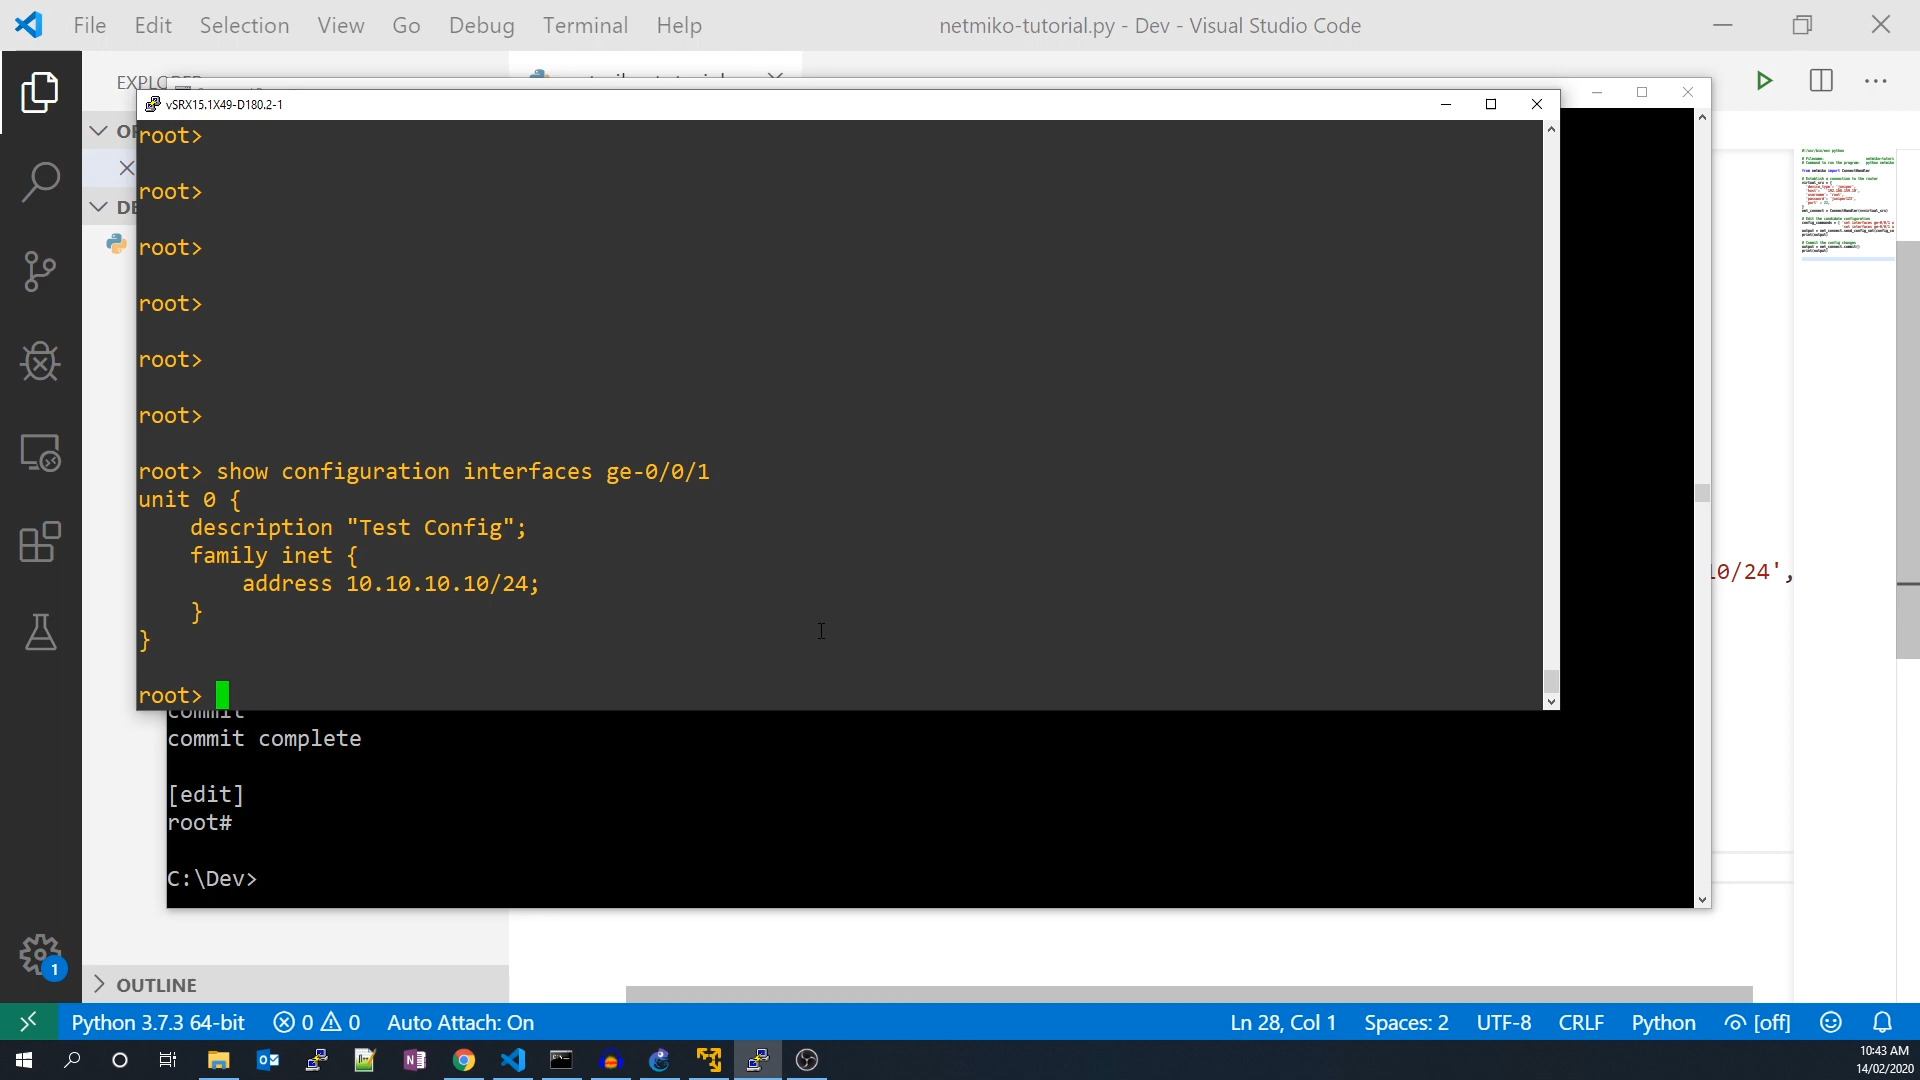 File Edit Selection View Go Debug Terminal Help
netmiko-tutorial.py - Dev - Visual Studio Code
vSRX15.1X49-D180.2-1
root>
root>
root>
root>
root>
root>
root> show configuration interfaces ge-0/0/1
unit 0 {
description "Test Config";
family inet {
address 10.10.10.10/24;
}
}
root>
commit
commit complete
[edit]
root#
C:\Dev>
10/24',
OUTLINE
1
Python 3.7.3 64-bit 0 0 Auto Attach: On
Ln 28, Col 1 Spaces: 2 UTF-8 CRLF Python [off]
10:43 AM
14/02/2020